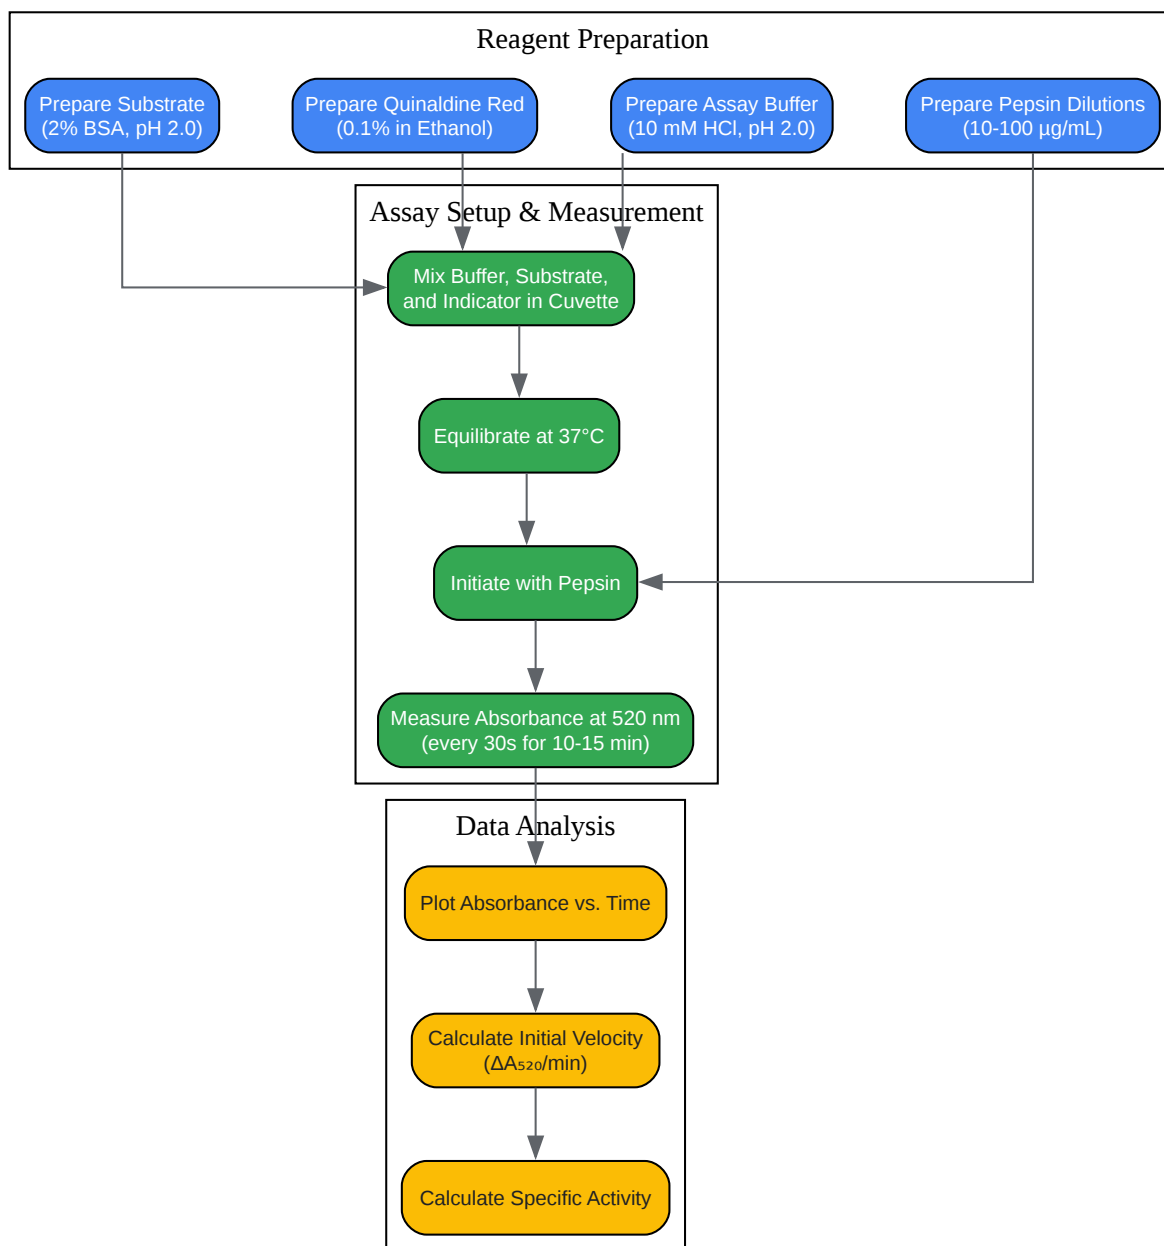 Reagent Preparation
Prepare Substrate
(2% BSA, pH 2.0)
Prepare Quinaldine Red
(0.1% in Ethanol)
Prepare Assay Buffer
(10 mM HCl, pH 2.0)
Prepare Pepsin Dilutions
(10-100 µg/mL)
Assay Setup & Measurement
Mix Buffer, Substrate,
and Indicator in Cuvette
Equilibrate at 37°C
Initiate with Pepsin
Measure Absorbance at 520 nm
(every 30s for 10-15 min)
Data Analysis
Plot Absorbance vs. Time
Calculate Initial Velocity
(ΔA₅₂₀/min)
Calculate Specific Activity